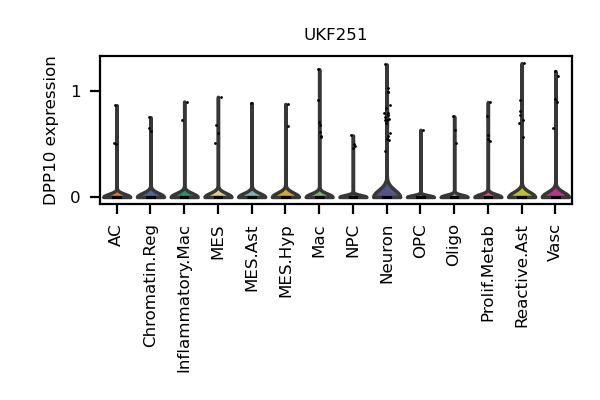 UKF251
DPP10 expression
1
0
AC
Chromatin.Reg
Inflammatory.Mac
MES
MES.Ast
MES.Hyp
Mac
NPC
Neuron
OPC
Oligo
Prolif.Metab
Reactive.Ast
Vasc